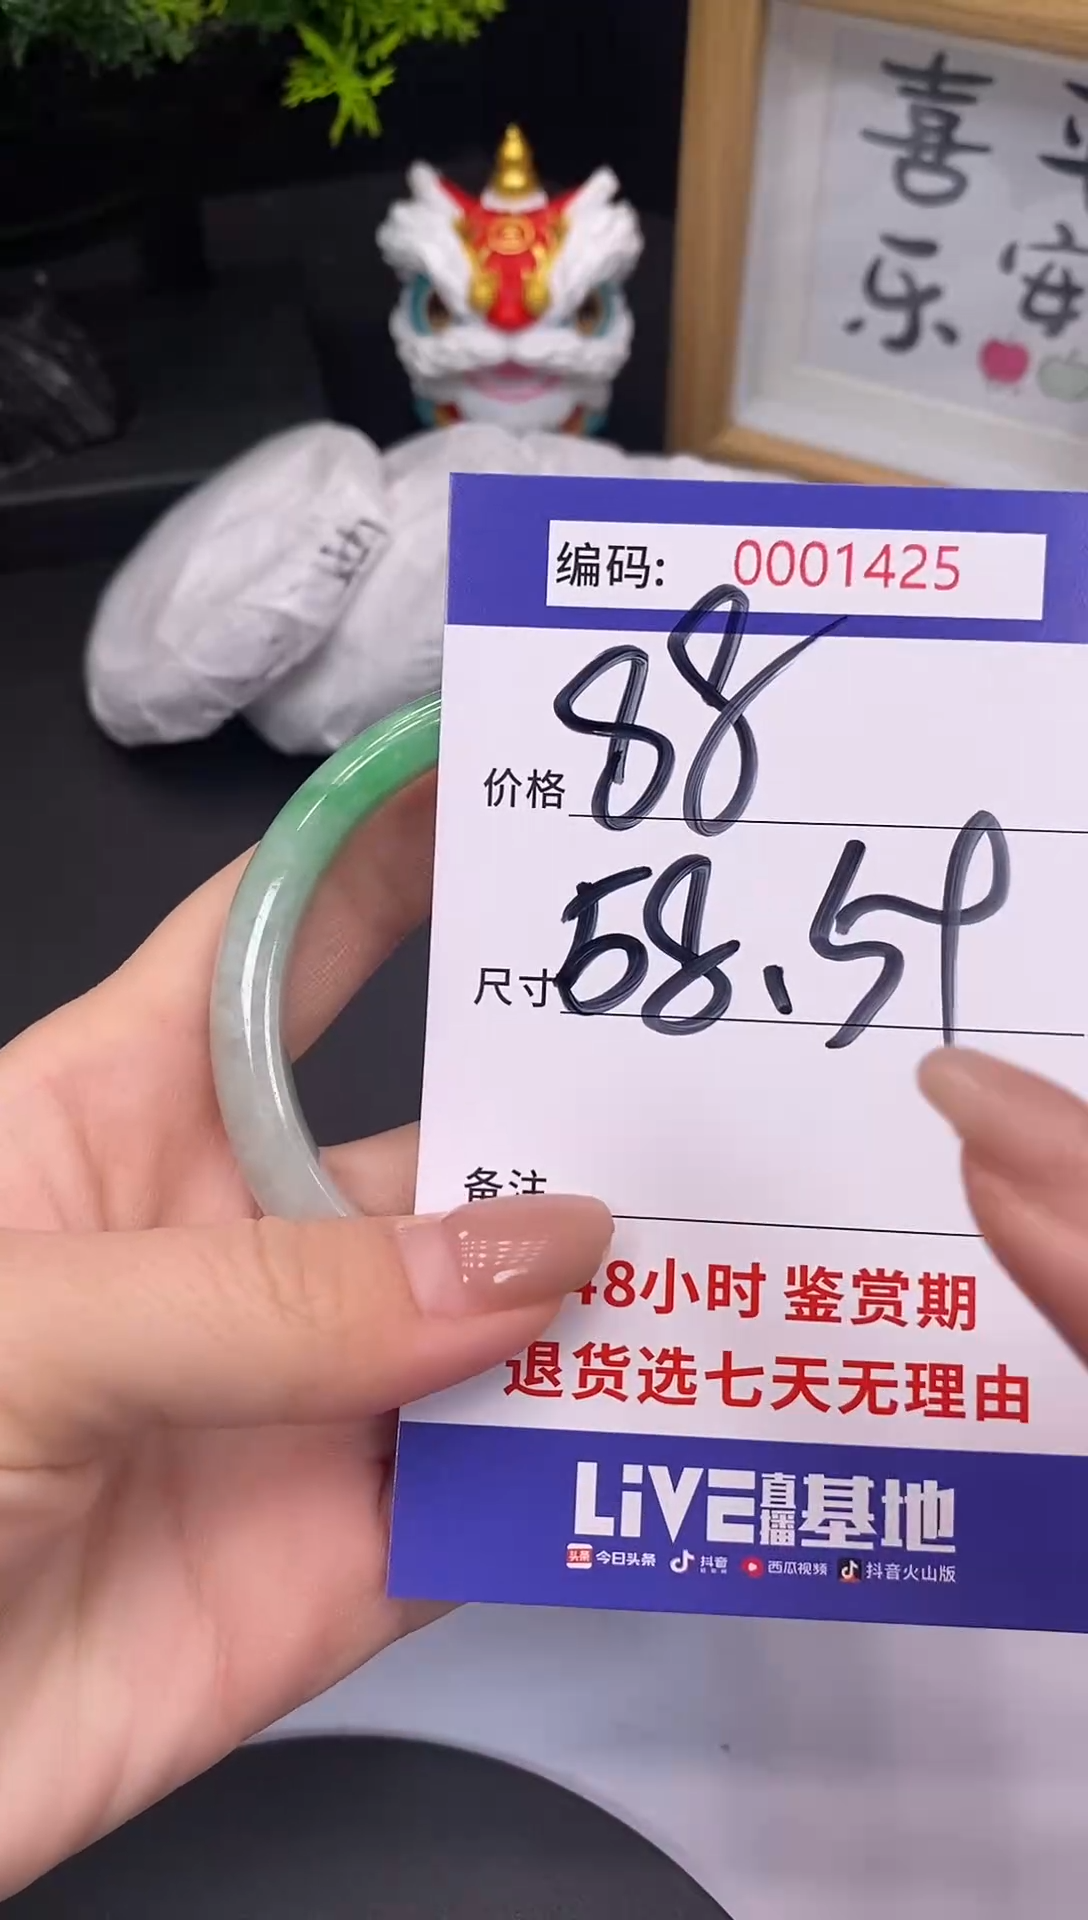 喜
乐
安
编码: 0001425
价格 88
尺寸 58.59
备注
48小时 鉴赏期
退货选七天无理由
LiVE直播基地
头条 今日头条 抖音 西瓜视频 抖音火山版